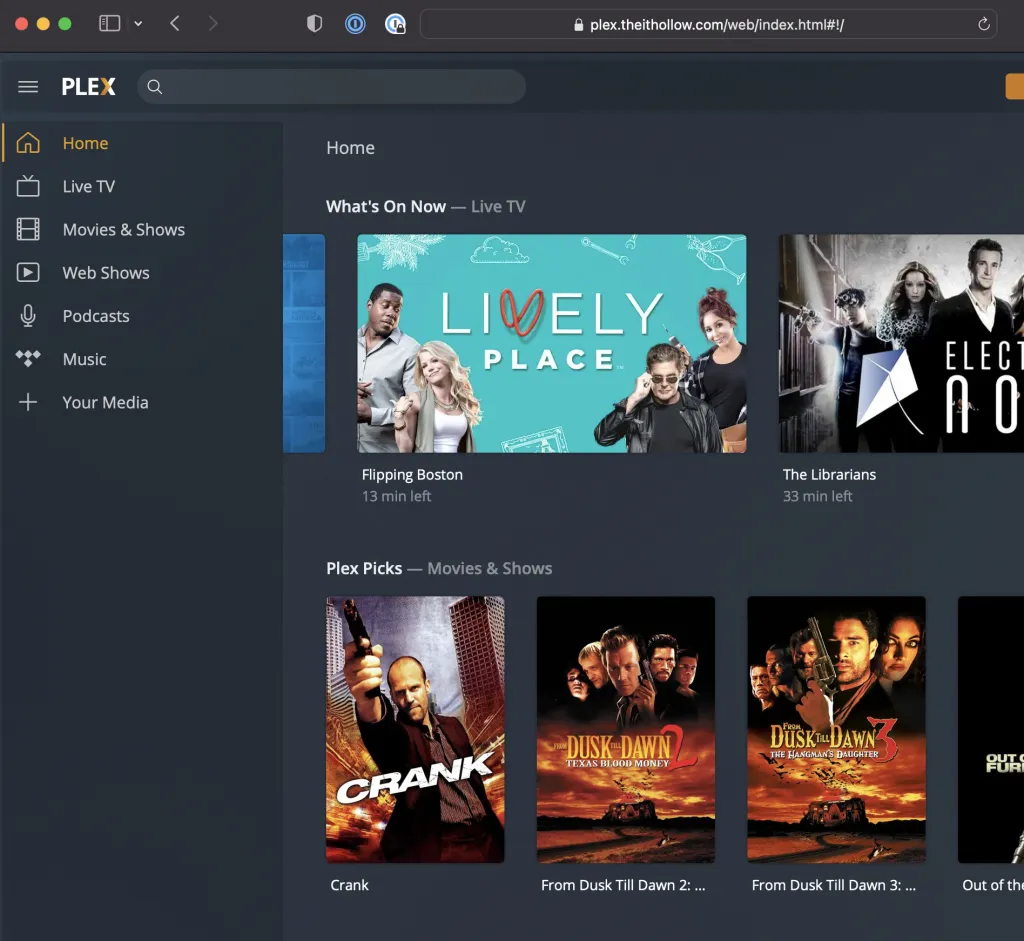 plex.theithollow.com/web/index.html#!/
PLEX
Home
Live TV
Movies & Shows
Web Shows
Podcasts
Music
Your Media
Home
What's On Now — Live TV
LIVELY
PLACE
ELECT
NO
Flipping Boston
13 min left
The Librarians
33 min left
Plex Picks — Movies & Shows
CRANK
FROM
DUSK TILL DAWN 2
TEXAS BLOOD MONEY
FROM
DUSK TILL DAWN 3
THE HANGMAN'S DAUGHTER
OUT O
FUR
Crank
From Dusk Till Dawn 2: ...
From Dusk Till Dawn 3: ...
Out of the